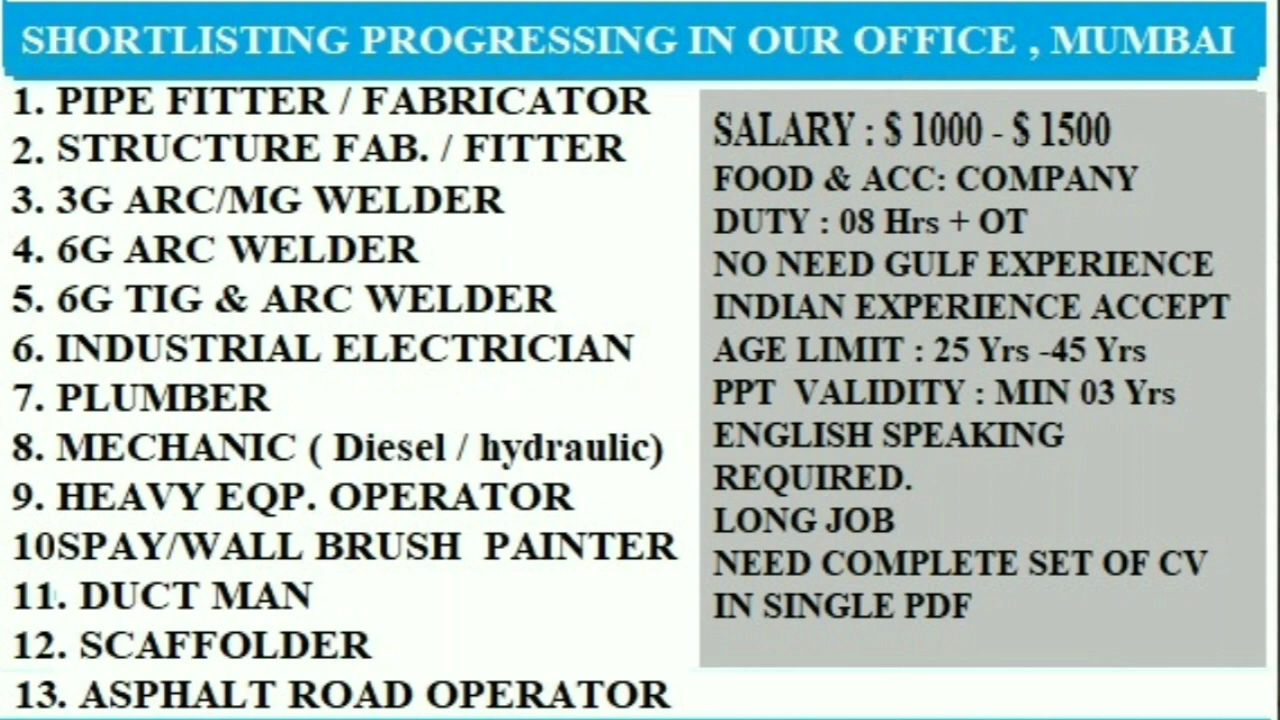 SHORTLISTING PROGRESSING IN OUR OFFICE , MUMBAI
1. PIPE FITTER / FABRICATOR
2. STRUCTURE FAB. / FITTER
3. 3G ARC/MG WELDER
4. 6G ARC WELDER
5. 6G TIG & ARC WELDER
6. INDUSTRIAL ELECTRICIAN
7. PLUMBER
8. MECHANIC ( Diesel / hydraulic)
9. HEAVY EQP. OPERATOR
10SPAY/WALL BRUSH PAINTER
11. DUCT MAN
12. SCAFFOLDER
13. ASPHALT ROAD OPERATOR
SALARY : $ 1000 - $ 1500
FOOD & ACC: COMPANY
DUTY : 08 Hrs + OT
NO NEED GULF EXPERIENCE
INDIAN EXPERIENCE ACCEPT
AGE LIMIT : 25 Yrs -45 Yrs
PPT VALIDITY : MIN 03 Yrs
ENGLISH SPEAKING
REQUIRED.
LONG JOB
NEED COMPLETE SET OF CV
IN SINGLE PDF